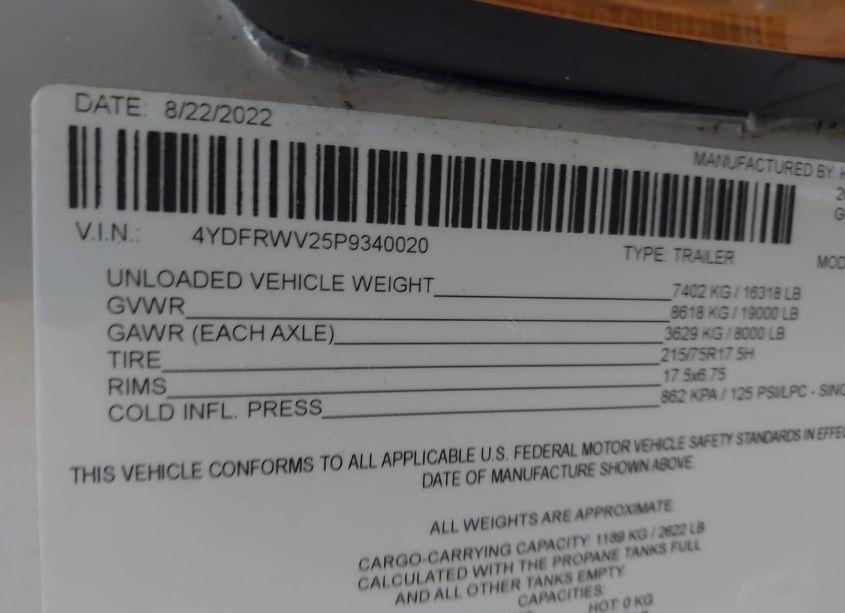 DATE: 8/22/2022
MANUFACTURED BY: K
V.I.N.: 4YDFRWV25P9340020
TYPE: TRAILER
MOD
UNLOADED VEHICLE WEIGHT 7402 KG / 16318 LB
GVWR 8618 KG / 19000 LB
GAWR (EACH AXLE) 3629 KG / 8000 LB
TIRE 215/75R17.5H
RIMS 17.5x6.75
COLD INFL. PRESS 862 KPA / 125 PSI/LPC - SING
THIS VEHICLE CONFORMS TO ALL APPLICABLE U.S. FEDERAL MOTOR VEHICLE SAFETY STANDARDS IN EFFEC
DATE OF MANUFACTURE SHOWN ABOVE.
ALL WEIGHTS ARE APPROXIMATE
CARGO-CARRYING CAPACITY: 1189 KG / 2622 LB
CALCULATED WITH THE PROPANE TANKS FULL
AND ALL OTHER TANKS EMPTY.
CAPACITIES:
HOT: 0 KG